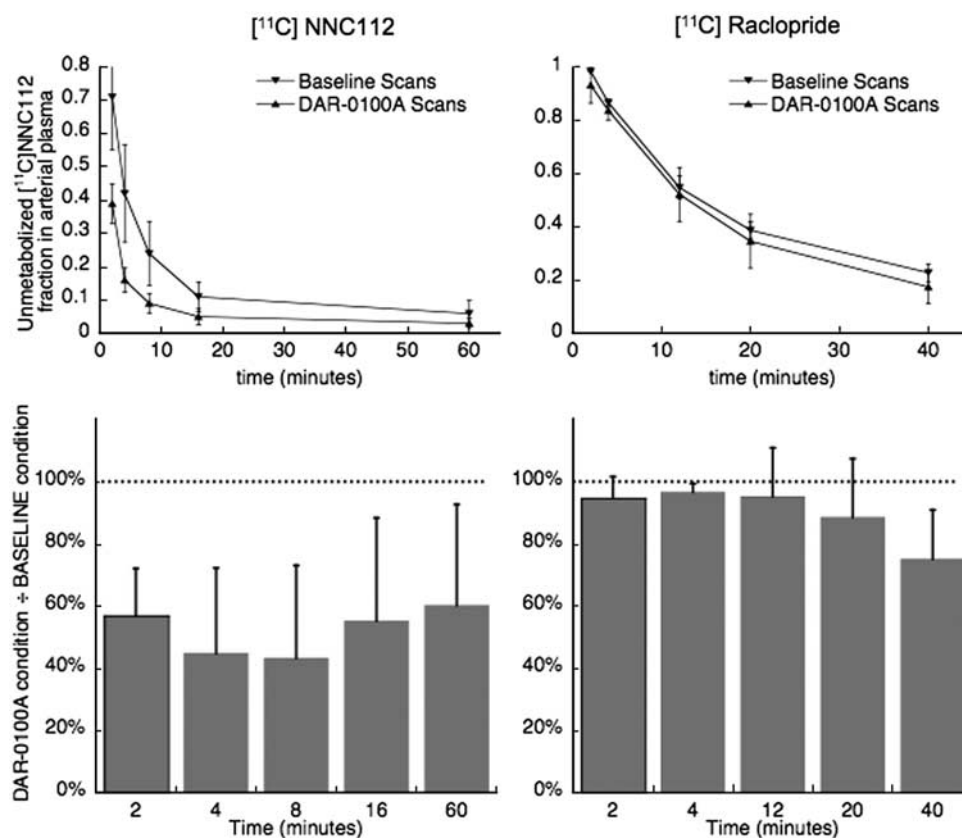 [11C] NNC112
[11C] Raclopride
Unmetabolized [11C]NNC112
fraction in arterial plasma
0.8
0.7
0.6
0.5
0.4
0.3
0.2
0.1
0
Baseline Scans
DAR-0100A Scans
0 10 20 30 40 50 60
time (minutes)
1
0.8
0.6
0.4
0.2
0
Baseline Scans
DAR-0100A Scans
0 10 20 30 40
time (minutes)
DAR-0100A condition ÷ BASELINE condition
100%
80%
60%
40%
20%
0%
2 4 8 16 60
Time (minutes)
100%
80%
60%
40%
20%
0%
2 4 12 20 40
Time (minutes)